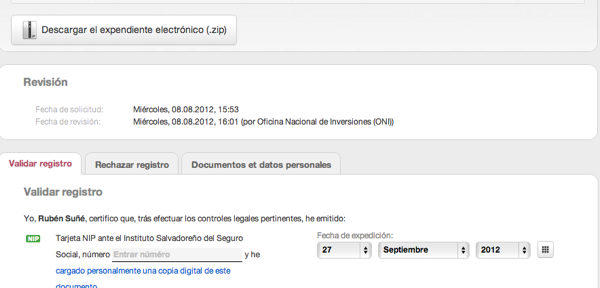 Descargar el expediente electrónico (.zip)
Revisión
Fecha de solicitud: Miércoles, 08.08.2012, 15:53
Fecha de revisión: Miércoles, 08.08.2012, 16:01 (por Oficina Nacional de Inversiones (ONI))
Validar registro Rechazar registro Documentos et datos personales
Validar registro
Yo, Rubén Suñé, certifico que, trás efectuar los controles legales pertinentes, he emitido:
NIP Tarjeta NIP ante el Instituto Salvadoreño del Seguro
Social, número Entrar número y he
cargado personalmente una copia digital de este
documento
Fecha de expedición:
27 Septiembre 2012